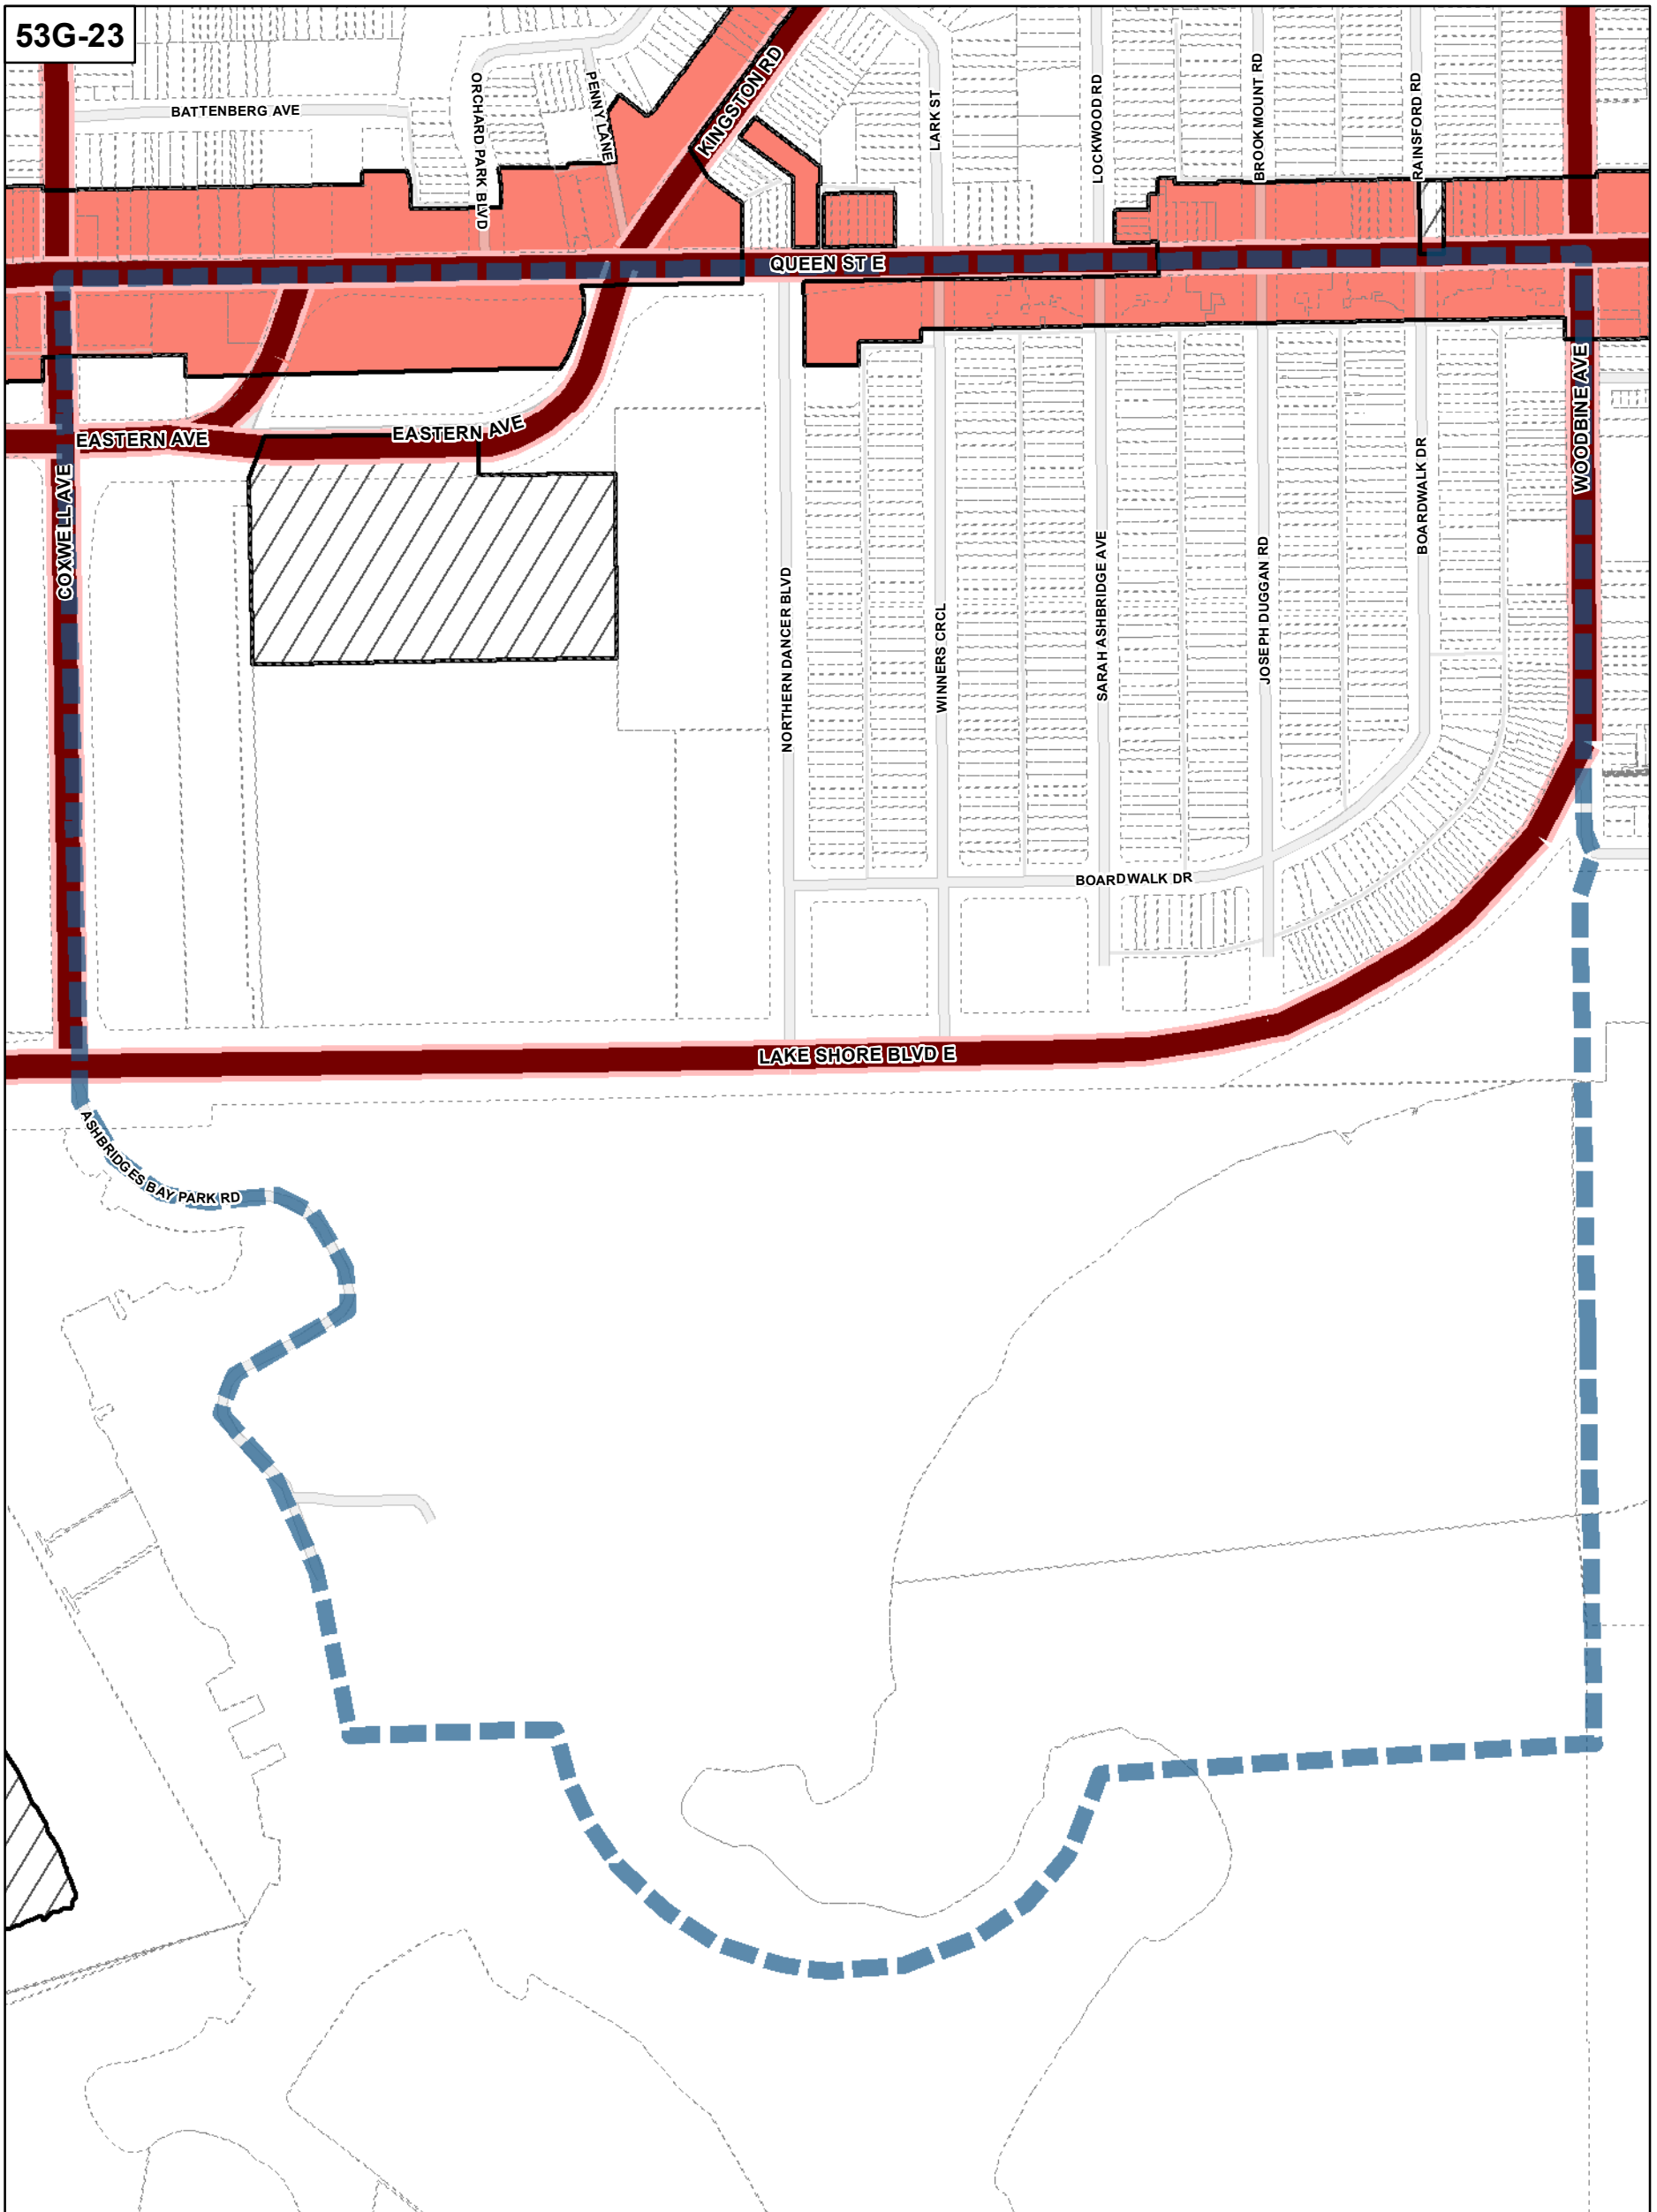 53G-23
BATTENBERG AVE
ORCHARD PARK BLVD
PENNY LANE
KINGSTON RD
LARK ST
LOCKWOOD RD
BROOKMOUNT RD
RAINSFORD RD
QUEEN ST E
EASTERN AVE
EASTERN AVE
COXWELL AVE
WOODBINE AVE
NORTHERN DANCER BLVD
WINNERS CRCL
SARAH ASHBRIDGE AVE
JOSEPH DUGGAN RD
BOARDWALK DR
BOARDWALK DR
LAKE SHORE BLVD E
ASHBRIDGES BAY PARK RD